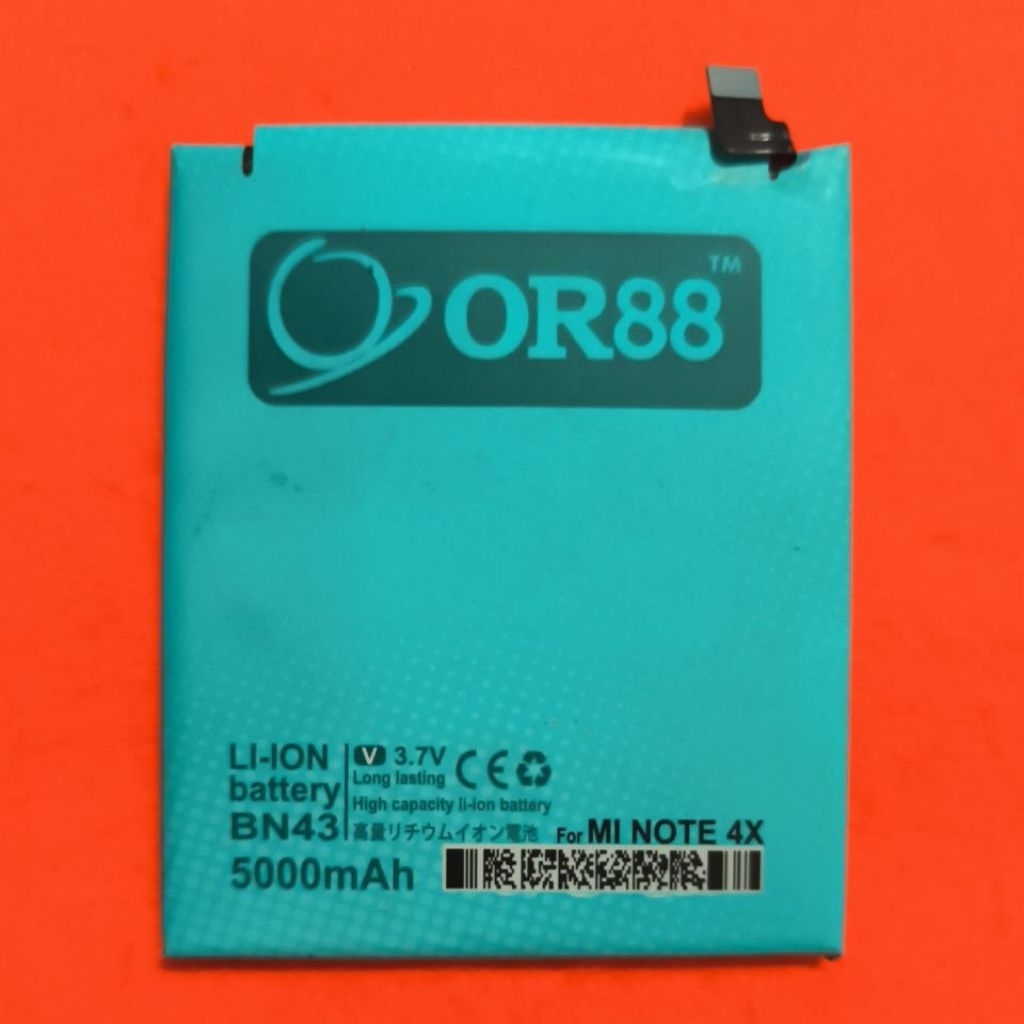 OR88 TM
LI-ION
battery
BN43
5000mAh
V 3.7V CE
Long lasting
High capacity li-ion battery
高量リチウムイオン電池
For MI NOTE 4X